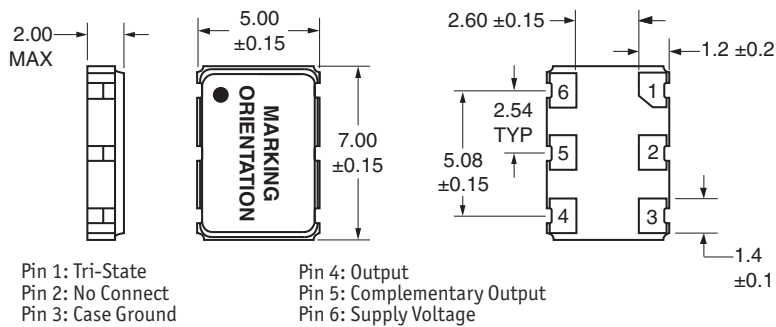 2.00
MAX
5.00
±0.15
MARKING
ORIENTATION
7.00
±0.15
2.60 ±0.15
1.2 ±0.2
6
1
2.54
TYP
5
2
5.08
±0.15
4
3
1.4
±0.1
Pin 1: Tri-State
Pin 2: No Connect
Pin 3: Case Ground
Pin 4: Output
Pin 5: Complementary Output
Pin 6: Supply Voltage